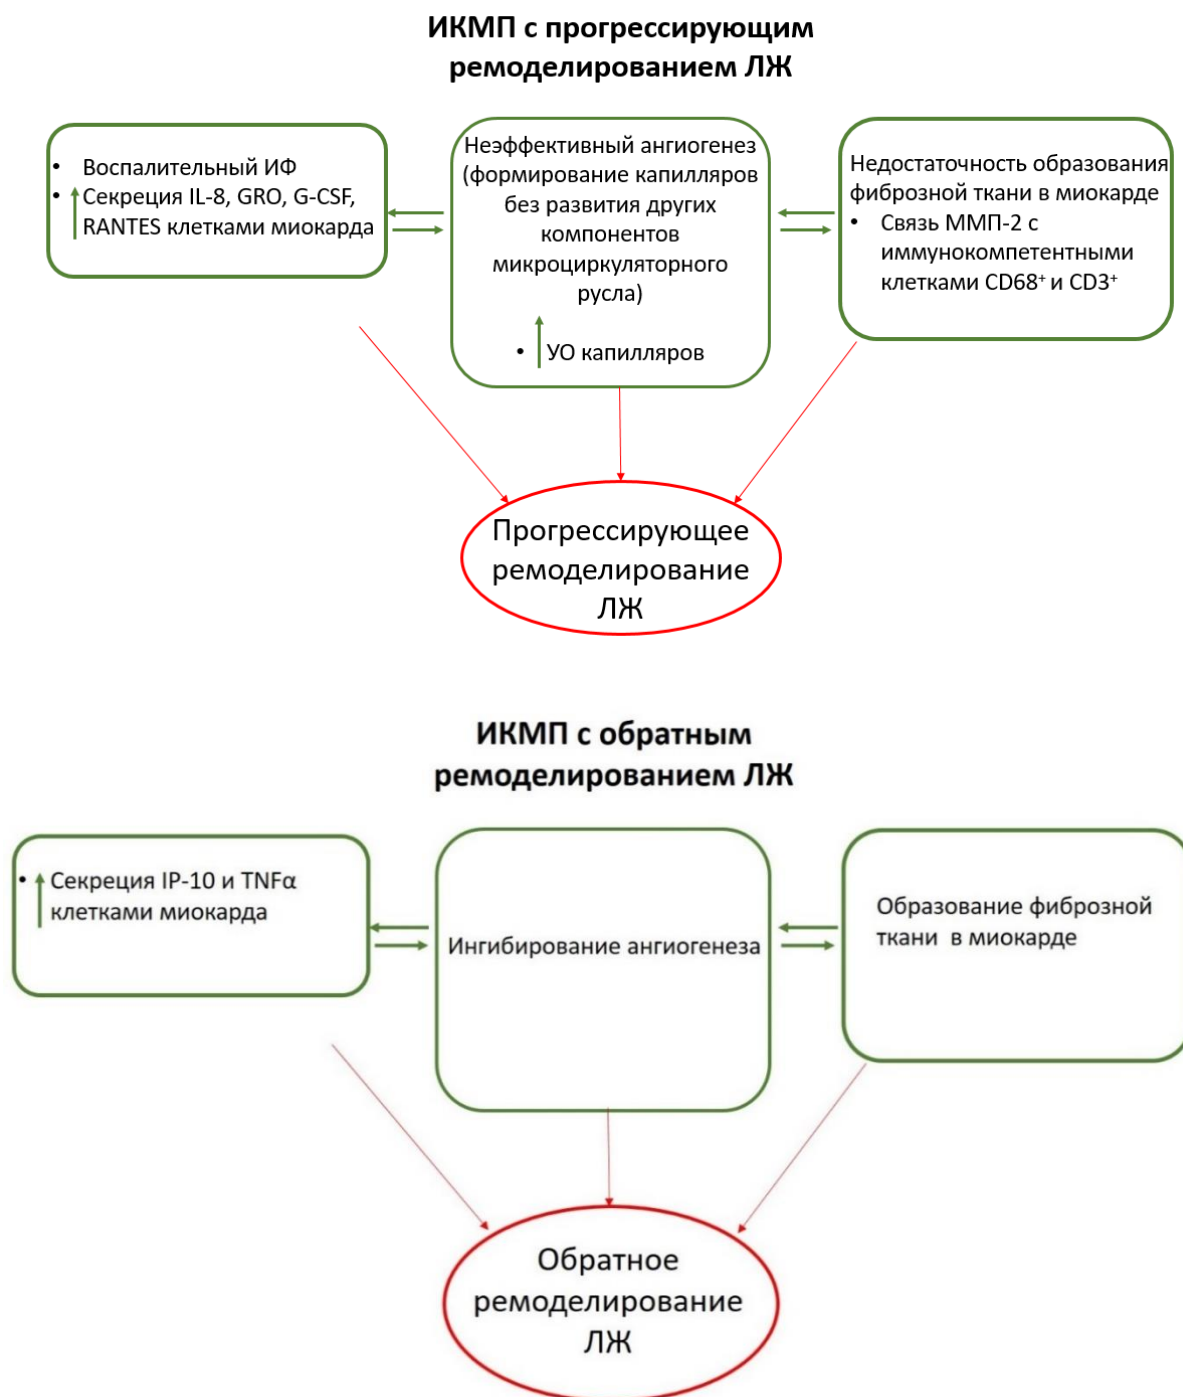 ИКМП с прогрессирующим
ремоделированием ЛЖ
• Воспалительный ИФ
• Секреция IL-8, GRO, G-CSF,
RANTES клетками миокарда
Неэффективный ангиогенез
(формирование капилляров
без развития других
компонентов
микроциркуляторного
русла)
• УО капилляров
Недостаточность образования
фиброзной ткани в миокарде
• Связь ММП-2 с
иммунокомпетентными
клетками CD68⁺ и CD3⁺
Прогрессирующее
ремоделирование
ЛЖ
ИКМП с обратным
ремоделированием ЛЖ
• Секреция IP-10 и TNFα
клетками миокарда
Ингибирование ангиогенеза
Образование фиброзной
ткани в миокарде
Обратное
ремоделирование
ЛЖ